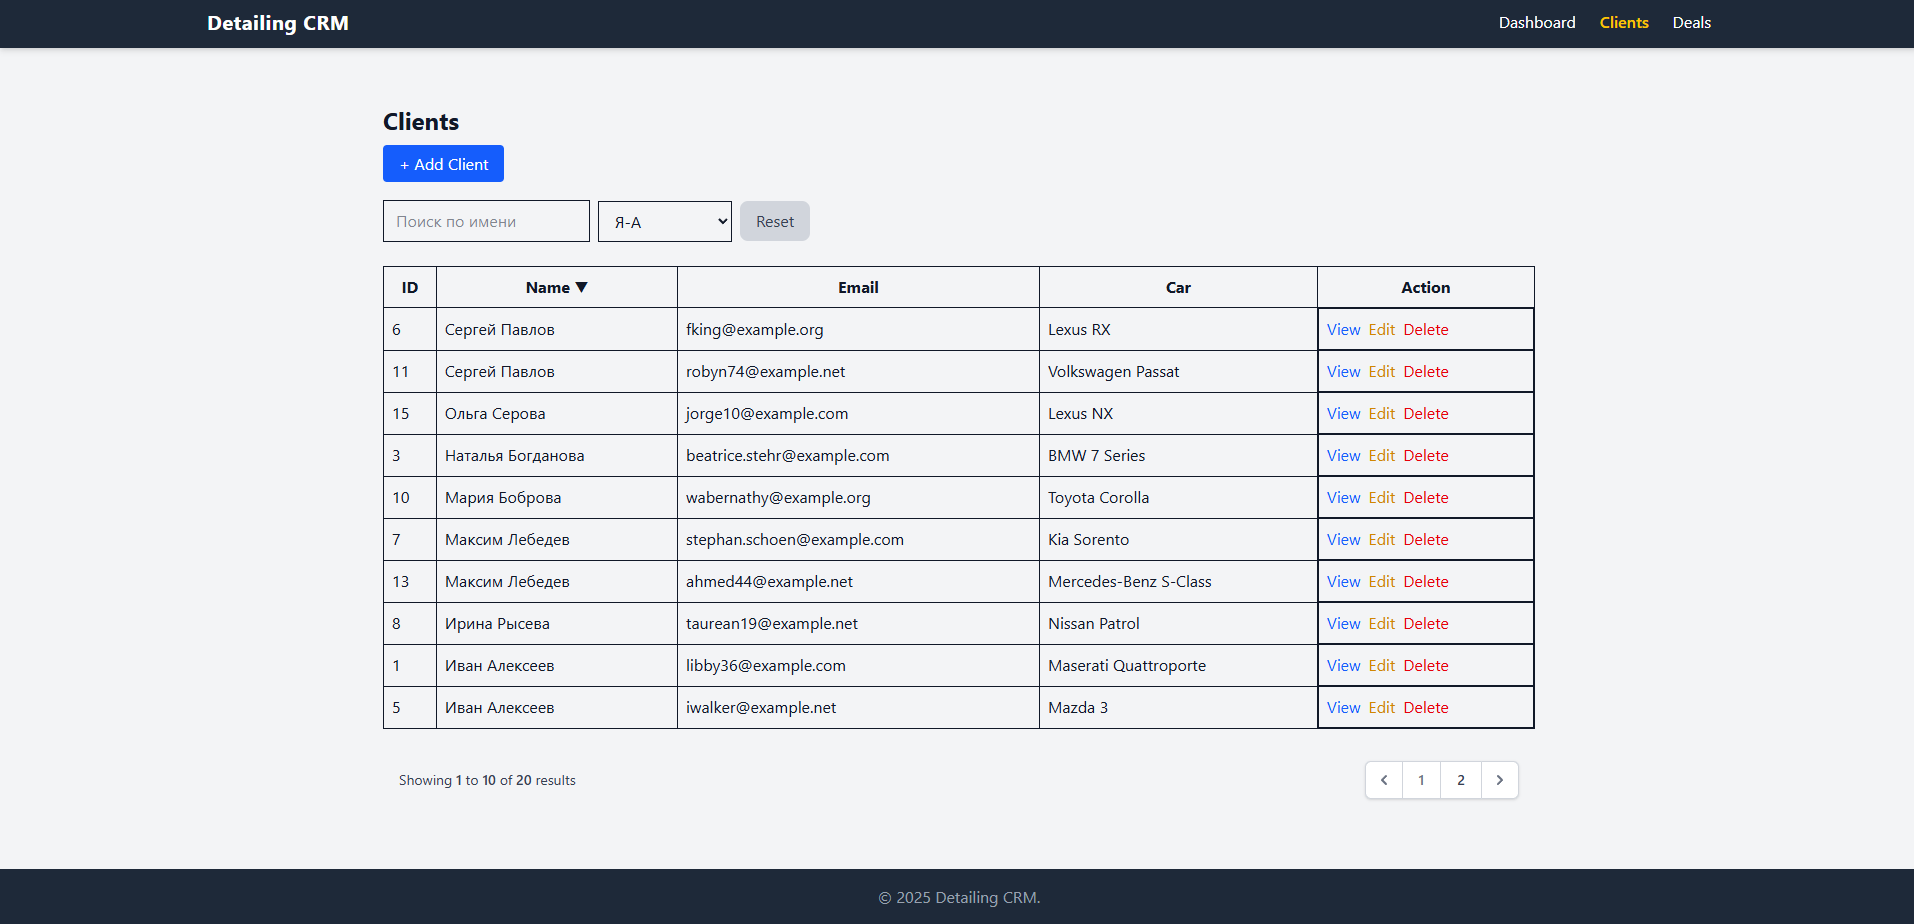 Detailing CRM Dashboard Clients Deals
Clients
+ Add Client
Поиск по имени Я-А Reset
ID Name ▼ Email Car Action
6 Сергей Павлов fking@example.org Lexus RX View Edit Delete
11 Сергей Павлов robyn74@example.net Volkswagen Passat View Edit Delete
15 Ольга Серова jorge10@example.com Lexus NX View Edit Delete
3 Наталья Богданова beatrice.stehr@example.com BMW 7 Series View Edit Delete
10 Мария Боброва wabernathy@example.org Toyota Corolla View Edit Delete
7 Максим Лебедев stephan.schoen@example.com Kia Sorento View Edit Delete
13 Максим Лебедев ahmed44@example.net Mercedes-Benz S-Class View Edit Delete
8 Ирина Рысева taurean19@example.net Nissan Patrol View Edit Delete
1 Иван Алексеев libby36@example.com Maserati Quattroporte View Edit Delete
5 Иван Алексеев iwalker@example.net Mazda 3 View Edit Delete
Showing 1 to 10 of 20 results 1 2
© 2025 Detailing CRM.